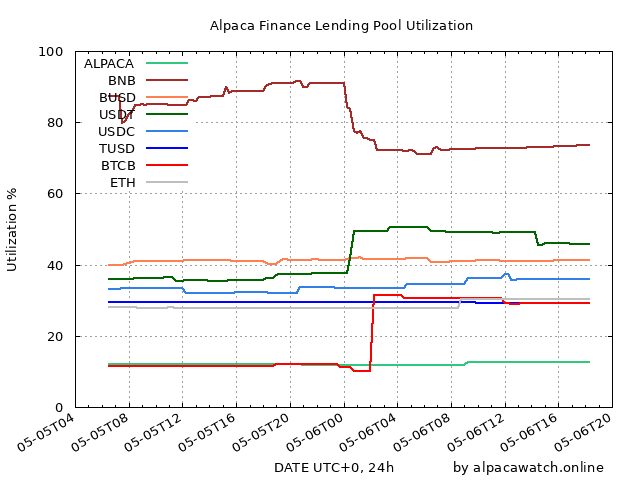 Alpaca Finance Lending Pool Utilization
100
80
60
40
20
0
Utilization %
ALPACA
BNB
BUSD
USDT
USDC
TUSD
BTCB
ETH
05-05T04
05-05T08
05-05T12
05-05T16
05-05T20
05-06T00
05-06T04
05-06T08
05-06T12
05-06T16
05-06T20
DATE UTC+0, 24h
by alpacawatch.online